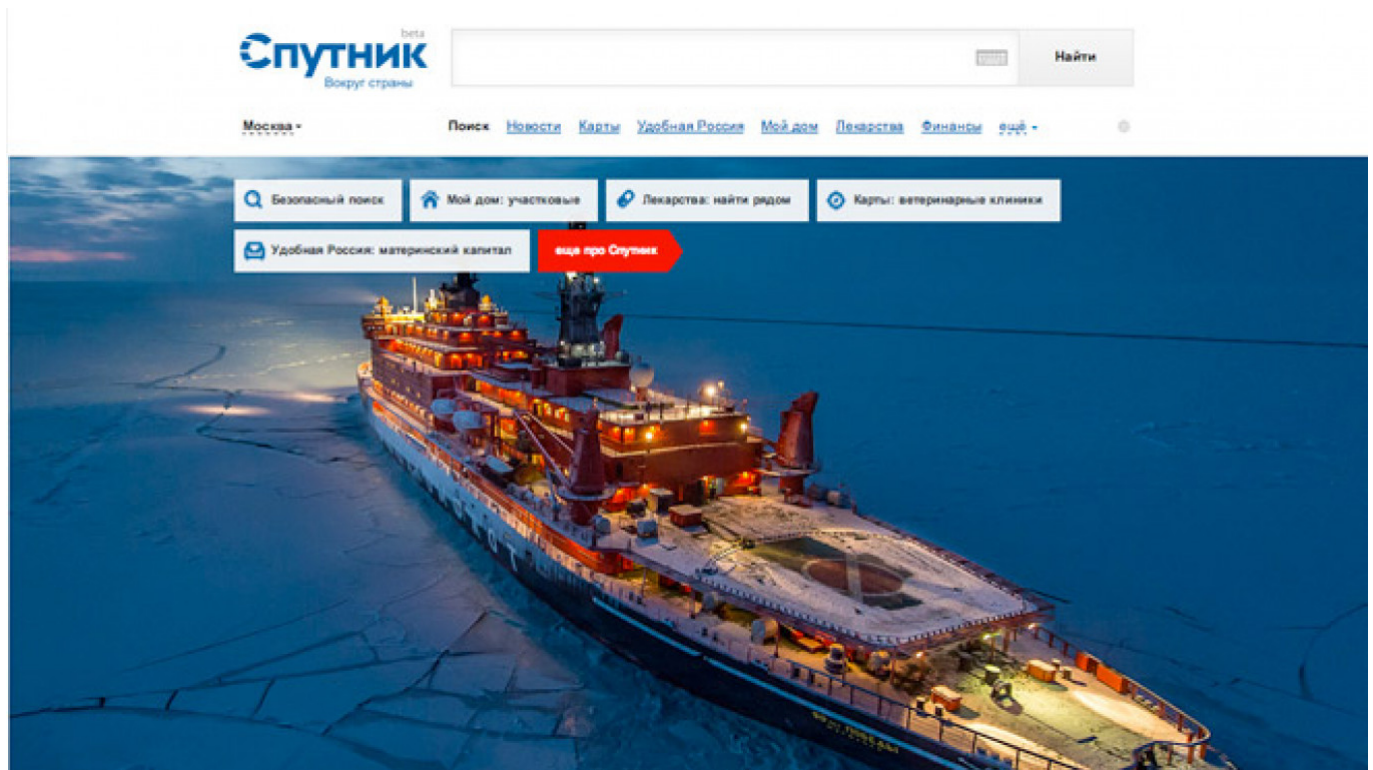 beta
Спутник
Вокруг страны
Найти
Москва
Поиск Новости Карты Удобная Россия Мой дом Лекарства Финансы ещё
Безопасный поиск Мой дом: участковые Лекарства: найти рядом Карты: ветеринарные клиники
Удобная Россия: материнский капитал еще про Спутник
ПОБЕДЫ